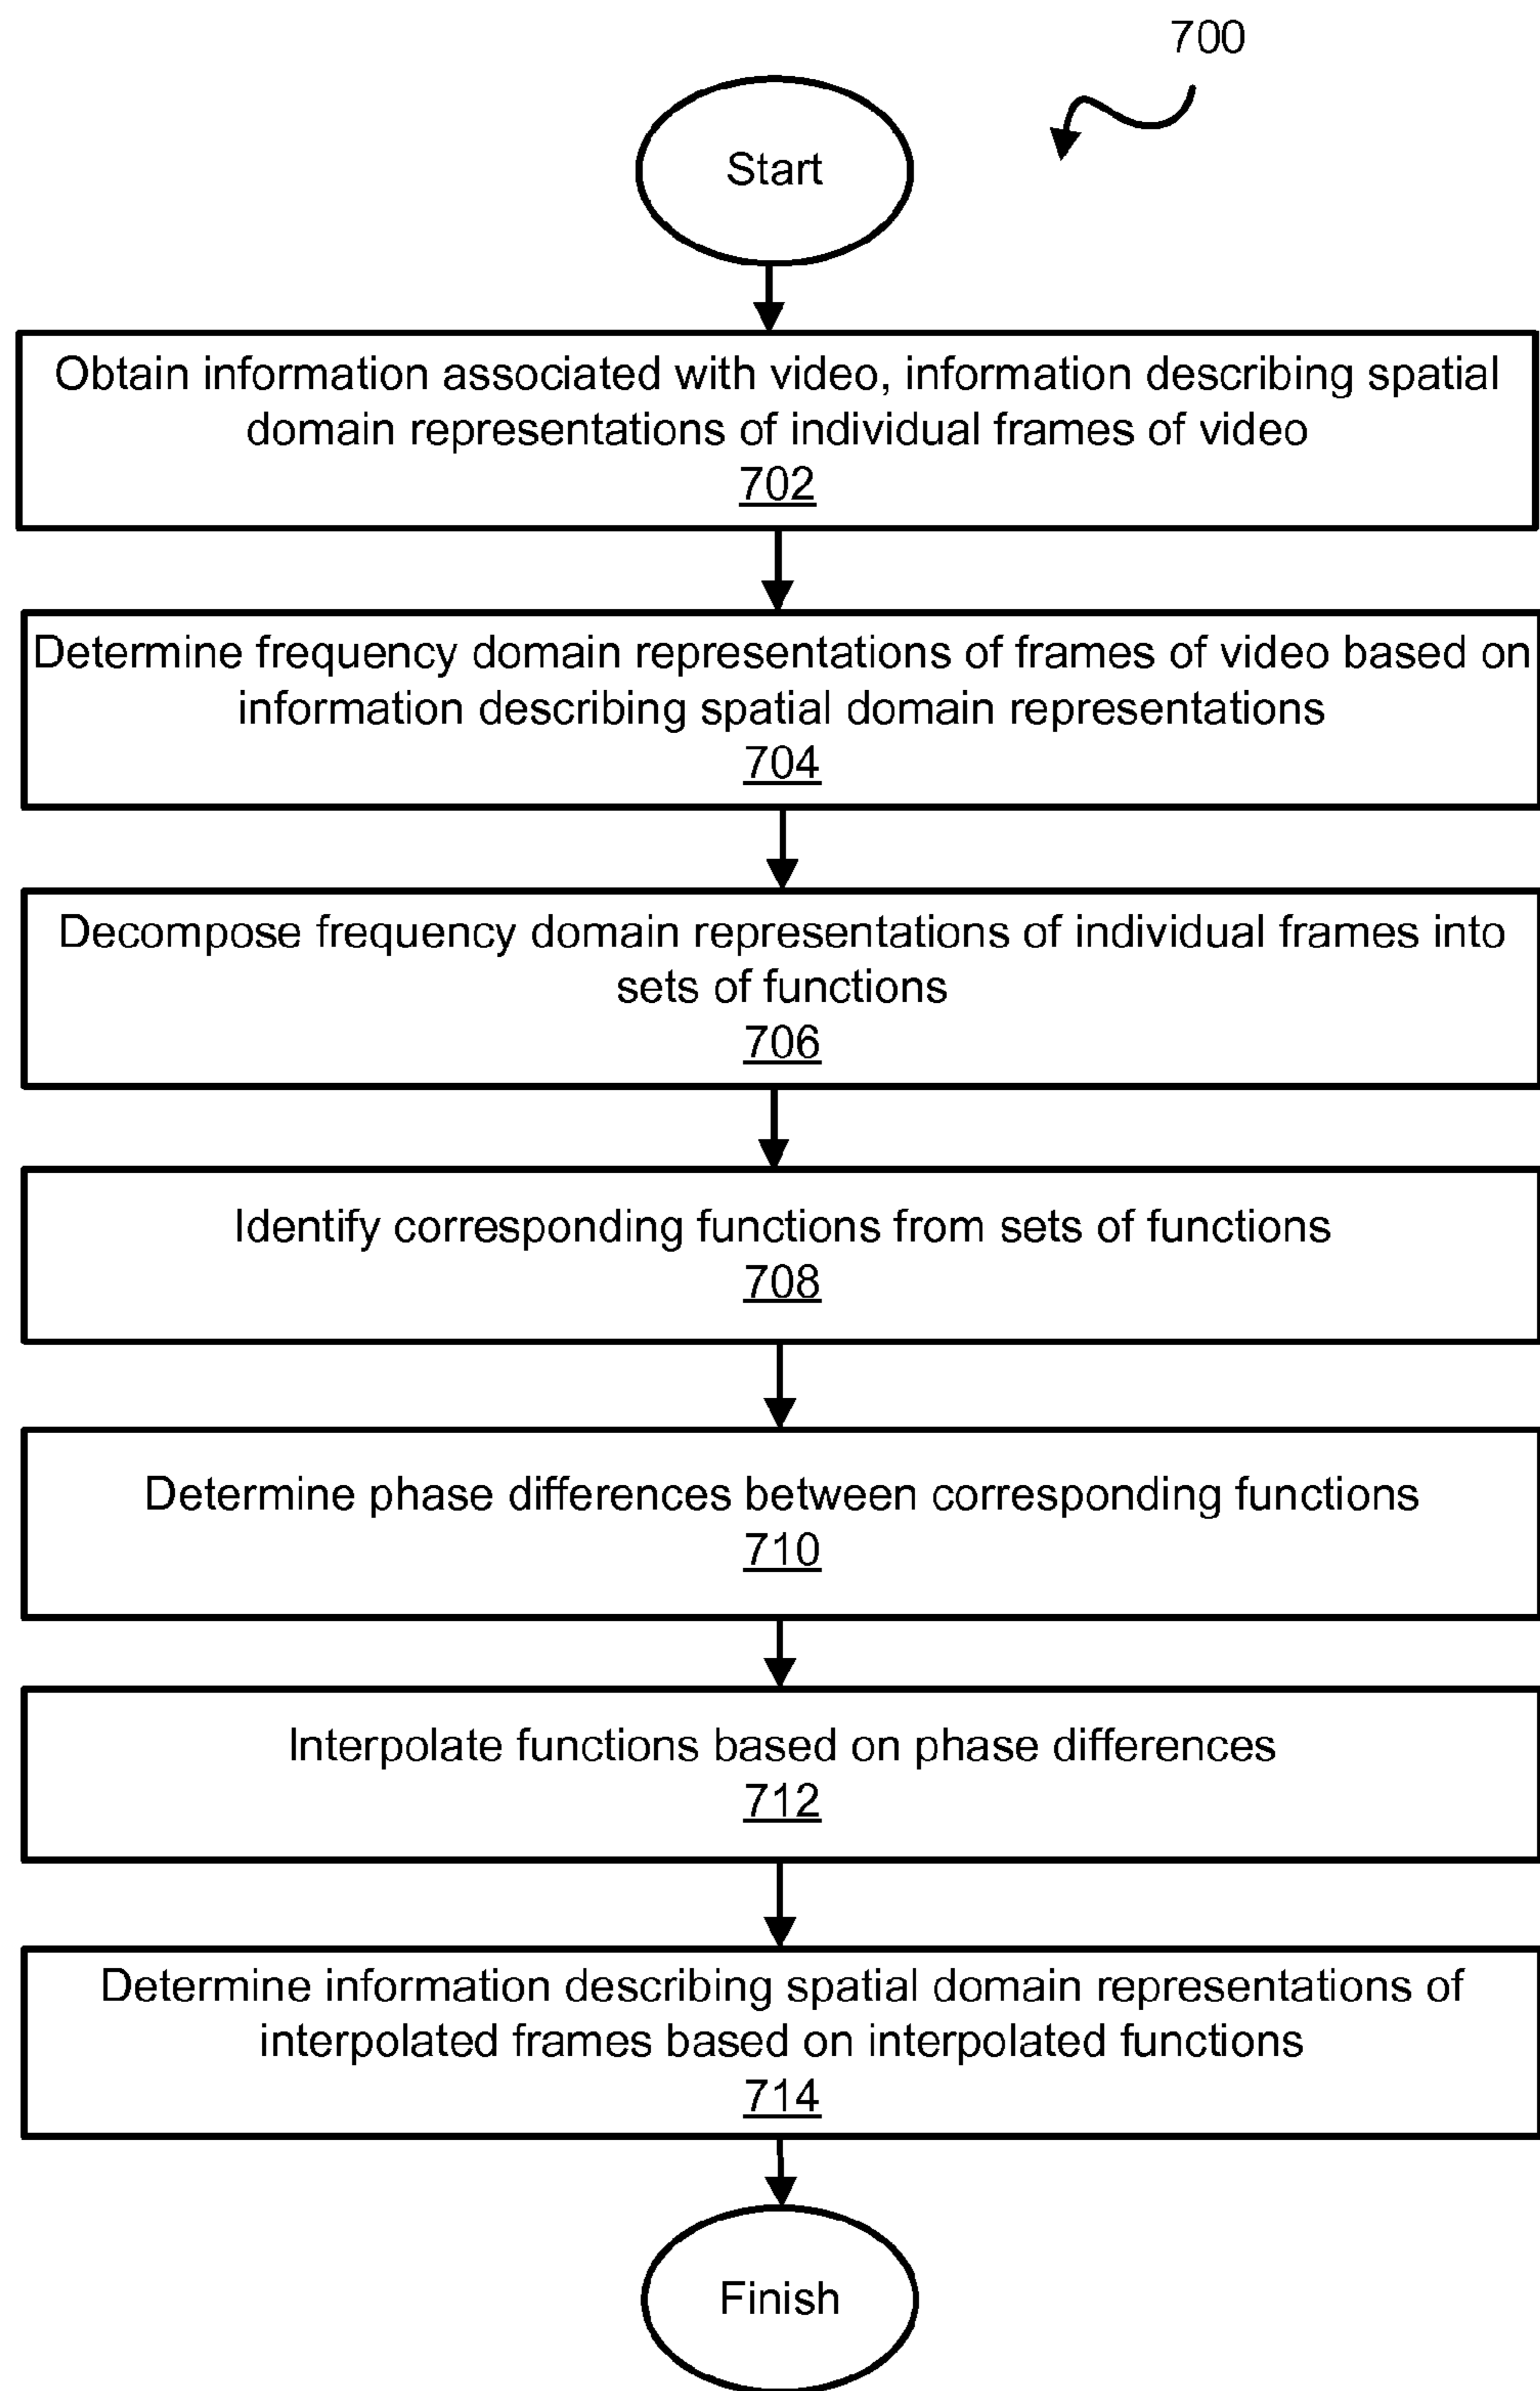 700
Start
Obtain information associated with video, information describing spatial
domain representations of individual frames of video
702
Determine frequency domain representations of frames of video based on
information describing spatial domain representations
704
Decompose frequency domain representations of individual frames into
sets of functions
706
Identify corresponding functions from sets of functions
708
Determine phase differences between corresponding functions
710
Interpolate functions based on phase differences
712
Determine information describing spatial domain representations of
interpolated frames based on interpolated functions
714
Finish